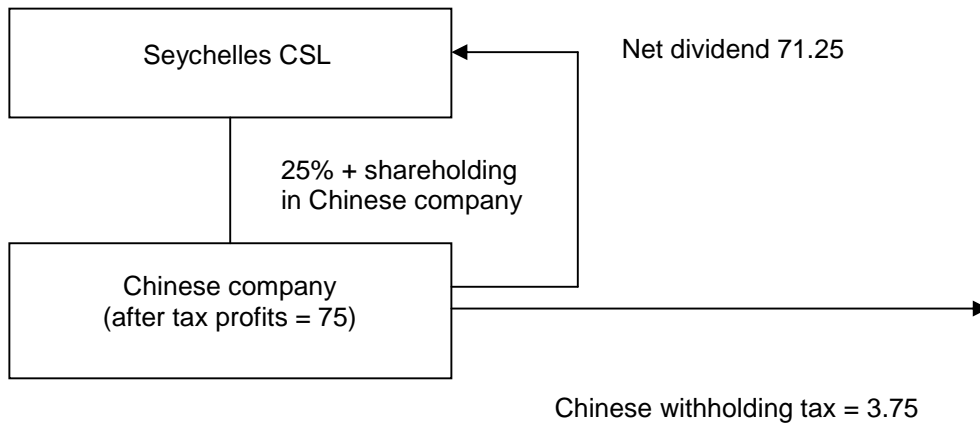 Seychelles CSL
Net dividend 71.25
25% + shareholding
in Chinese company
Chinese company
(after tax profits = 75)
Chinese withholding tax = 3.75